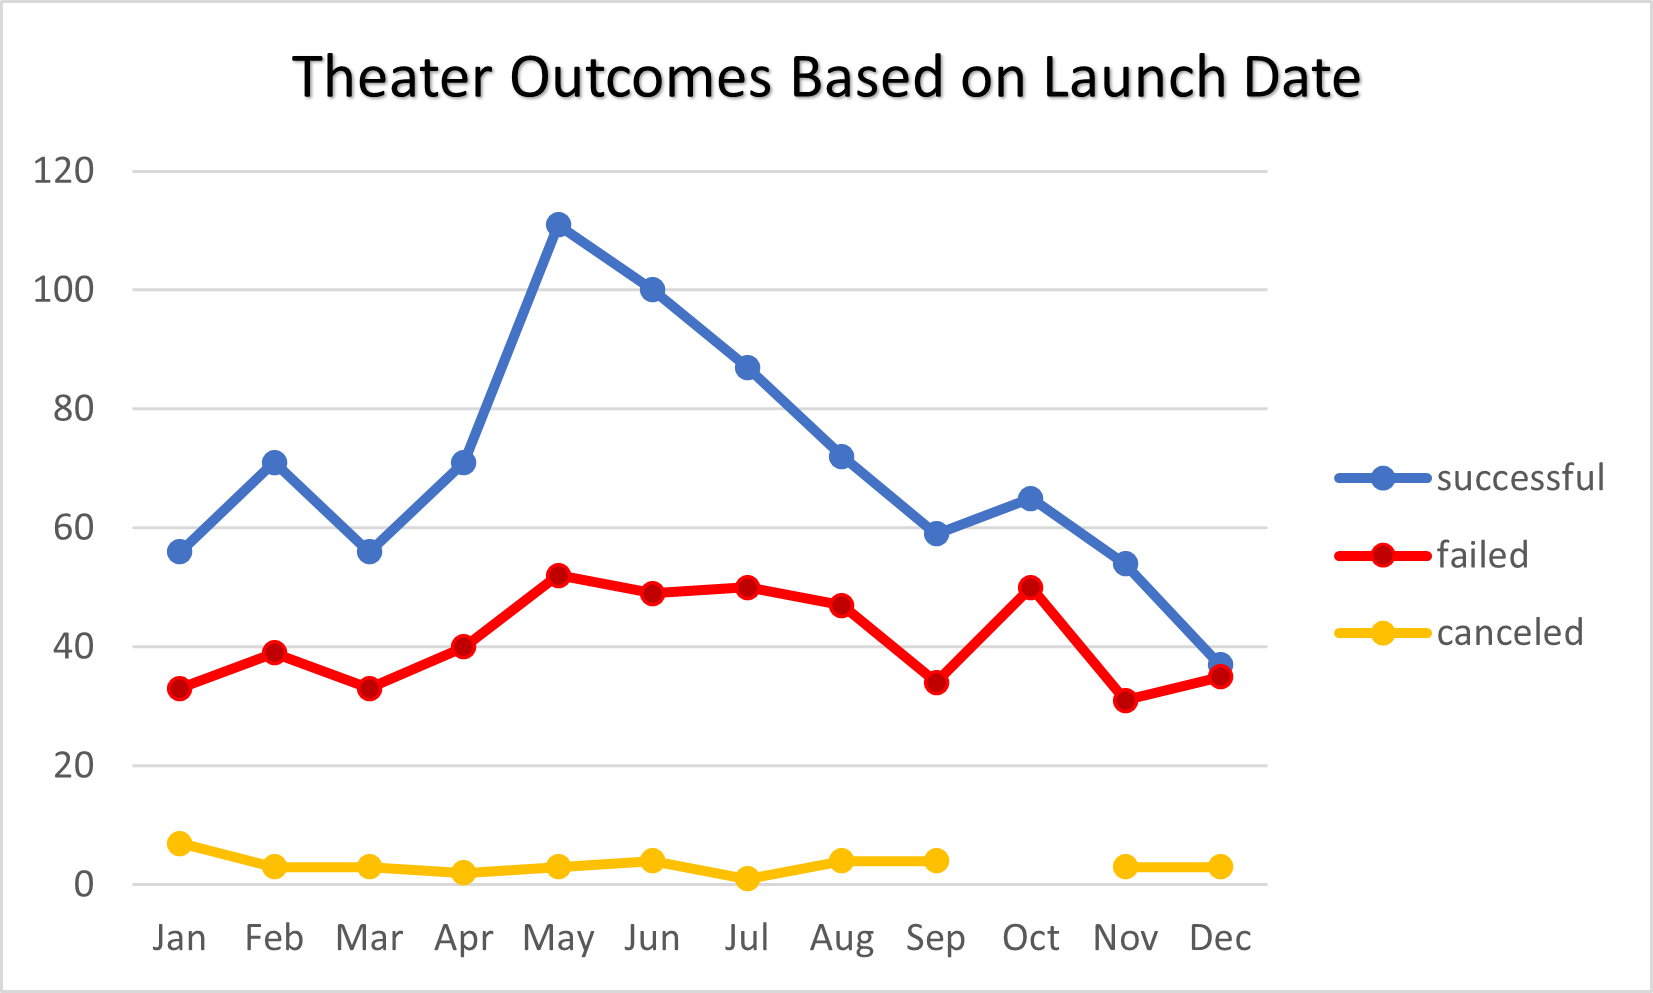 Theater Outcomes Based on Launch Date
120
100
80
60
40
20
0
Jan Feb Mar Apr May Jun Jul Aug Sep Oct Nov Dec
successful
failed
canceled